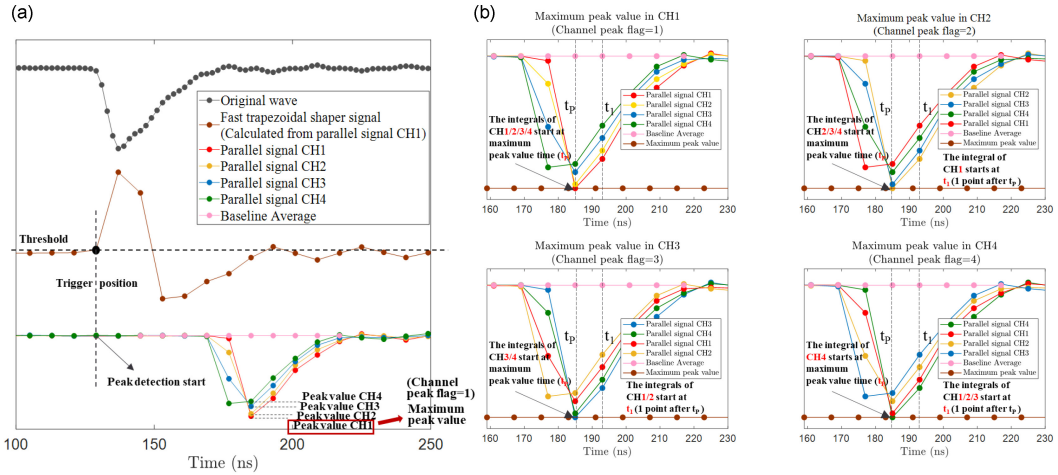 (a)
Original wave
Fast trapezoidal shaper signal
(Calculated from parallel signal CH1)
Parallel signal CH1
Parallel signal CH2
Parallel signal CH3
Parallel signal CH4
Baseline Average
Threshold
Trigger position
Peak detection start
Peak value CH4
Peak value CH3
Peak value CH2
Peak value CH1
(Channel
peak flag=1)
Maximum
peak value
100 150 200 250
Time (ns)
(b)
Maximum peak value in CH1
(Channel peak flag=1)
tP
t1
Parallel signal CH1
Parallel signal CH2
Parallel signal CH3
Parallel signal CH4
Baseline Average
Maximum peak value
The integrals of
CH1/2/3/4 start at
maximum
peak value time (tP)
160 170 180 190 200 210 220 230
Time (ns)
Maximum peak value in CH2
(Channel peak flag=2)
tP
t1
Parallel signal CH2
Parallel signal CH3
Parallel signal CH4
Parallel signal CH1
Baseline Average
Maximum peak value
The integrals of
CH2/3/4 start at
maximum
peak value time (tP)
The integral of
CH1 starts at
t1 (1 point after tP)
160 170 180 190 200 210 220 230
Time (ns)
Maximum peak value in CH3
(Channel peak flag=3)
tP
t1
Parallel signal CH3
Parallel signal CH4
Parallel signal CH1
Parallel signal CH2
Baseline Average
Maximum peak value
The integrals of
CH3/4 start at
maximum
peak value time (tP)
The integrals of
CH1/2 start at
t1 (1 point after tP)
160 170 180 190 200 210 220 230
Time (ns)
Maximum peak value in CH4
(Channel peak flag=4)
tP
t1
Parallel signal CH4
Parallel signal CH1
Parallel signal CH2
Parallel signal CH3
Baseline Average
Maximum peak value
The integral of
CH4 starts at
maximum
peak value time (tP)
The integrals of
CH1/2/3 start at
t1 (1 point after tP)
160 170 180 190 200 210 220 230
Time (ns)